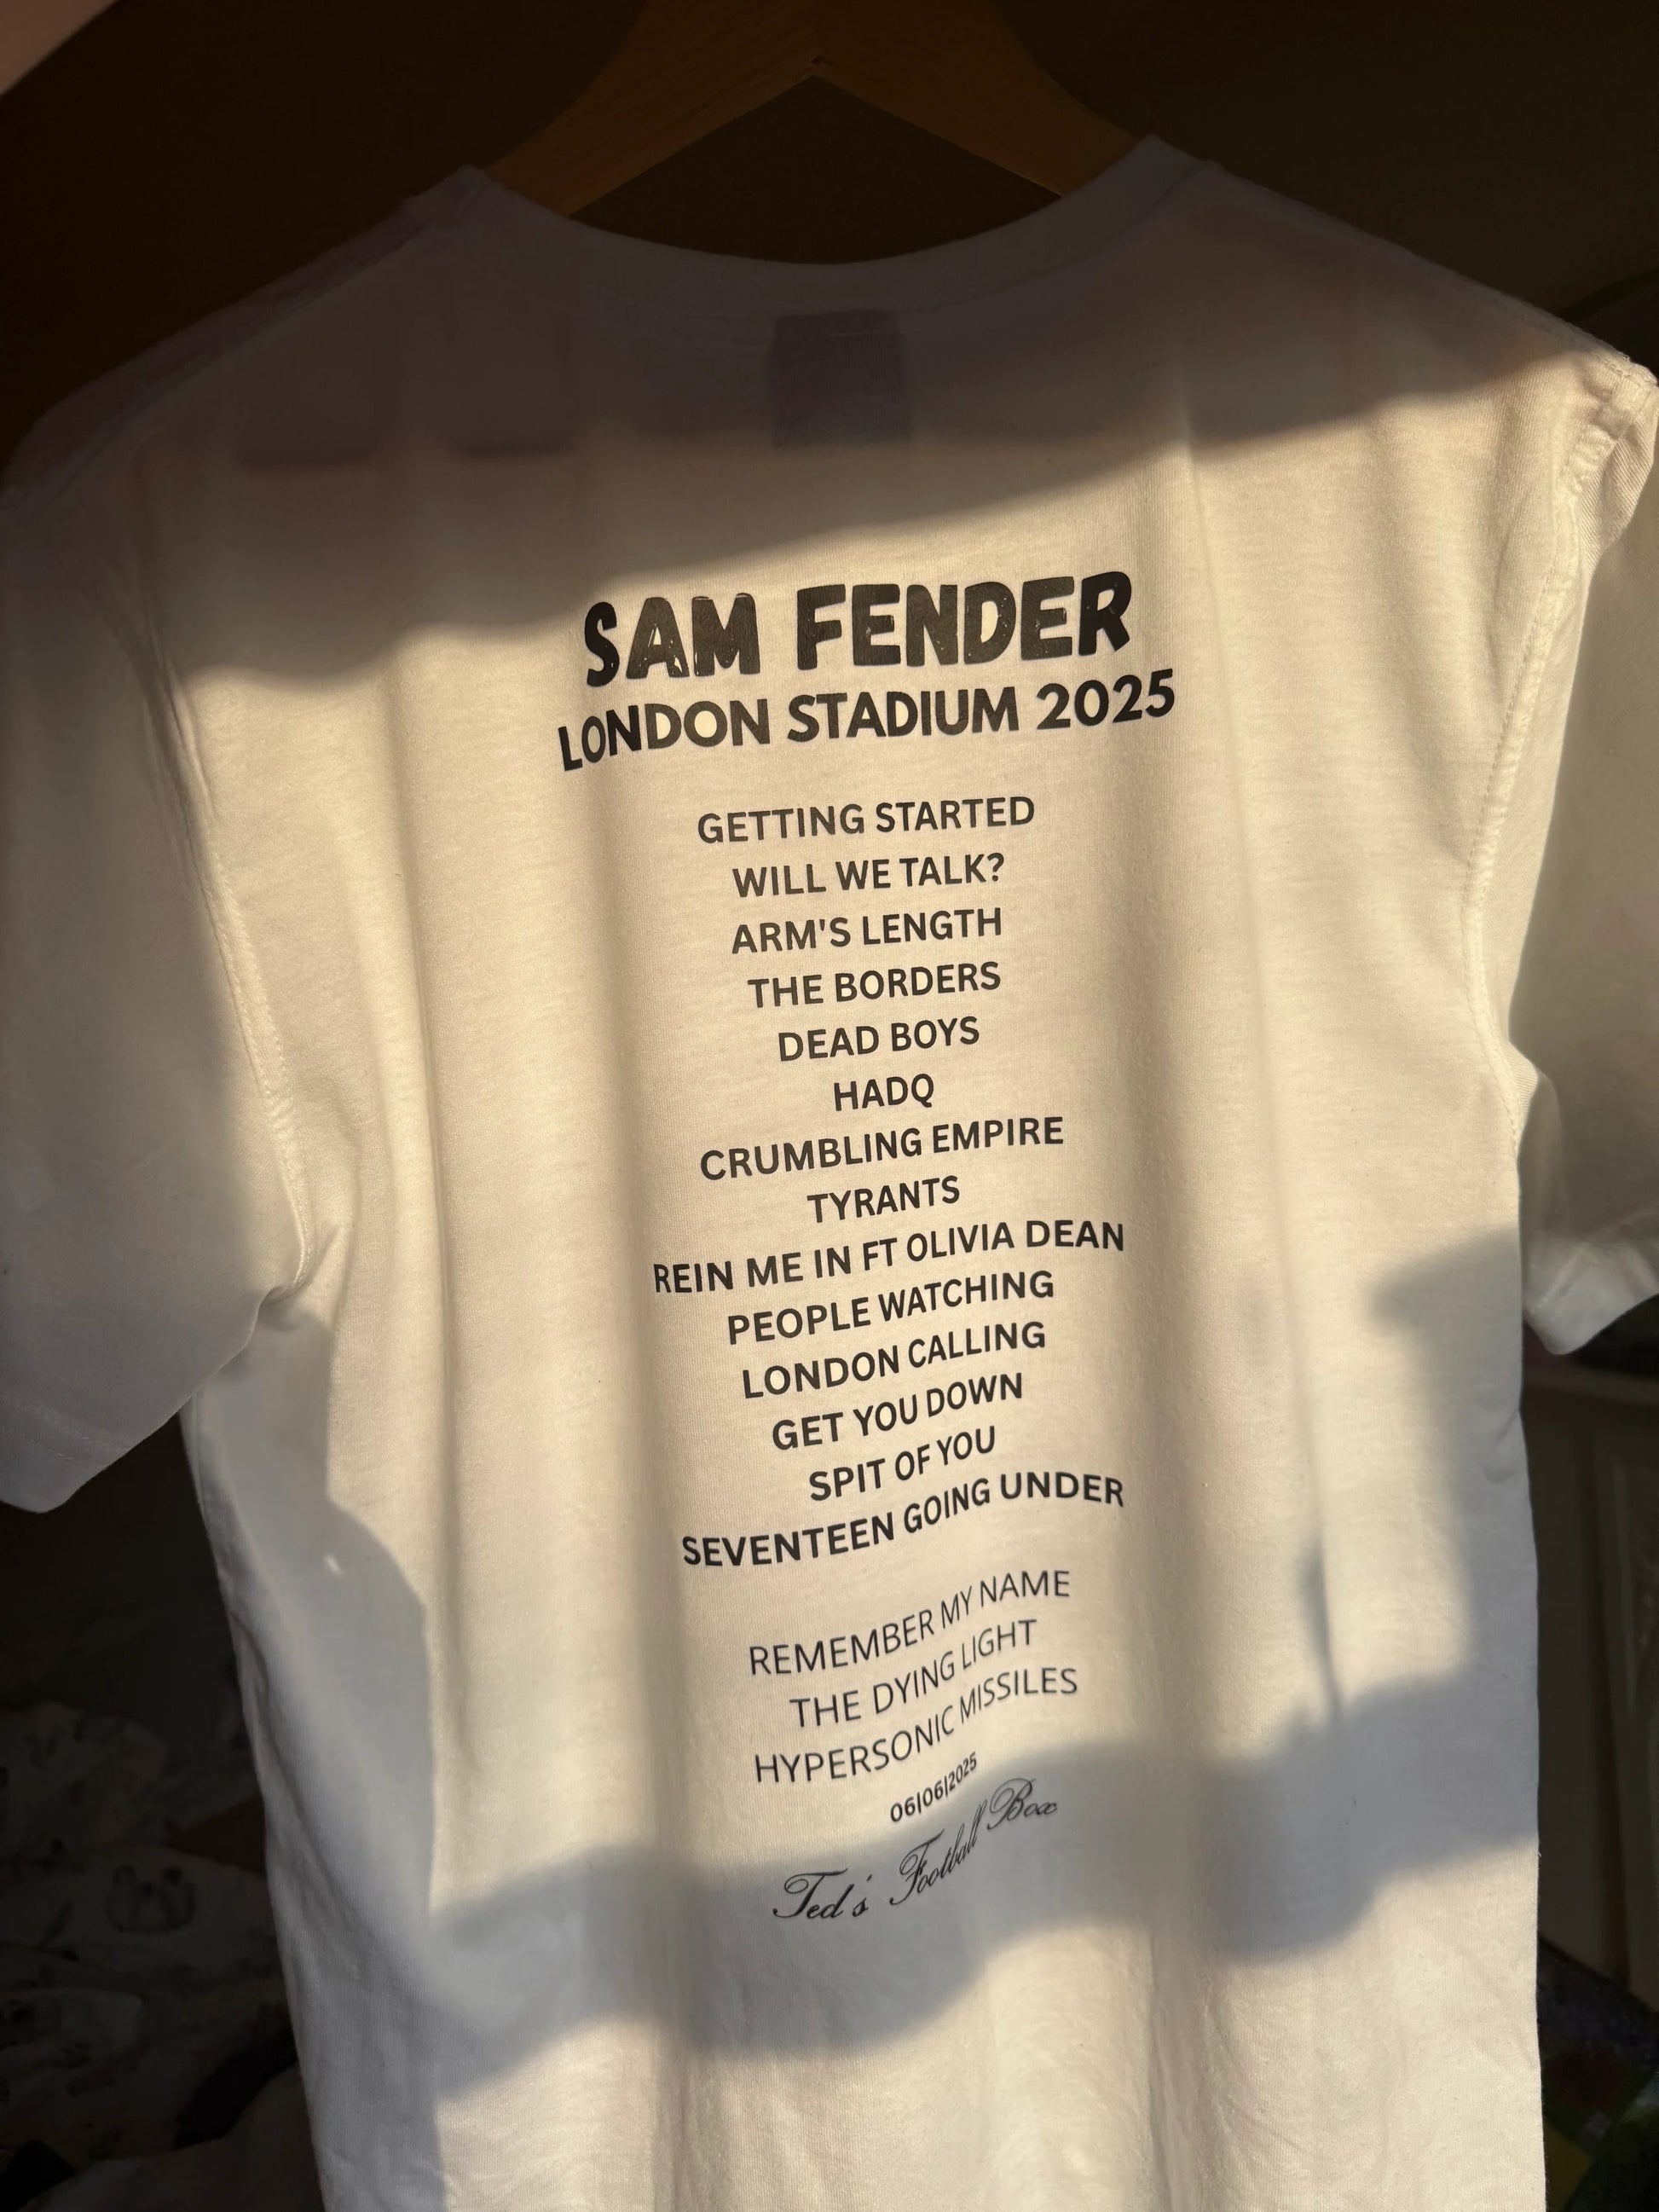 SAM FENDER
LONDON STADIUM 2025
GETTING STARTED
WILL WE TALK?
ARM'S LENGTH
THE BORDERS
DEAD BOYS
HADQ
CRUMBLING EMPIRE
TYRANTS
REIN ME IN FT OLIVIA DEAN
PEOPLE WATCHING
LONDON CALLING
GET YOU DOWN
SPIT OF YOU
SEVENTEEN GOING UNDER
REMEMBER MY NAME
THE DYING LIGHT
HYPERSONIC MISSILES
06|06|2025
Ted's Football Box